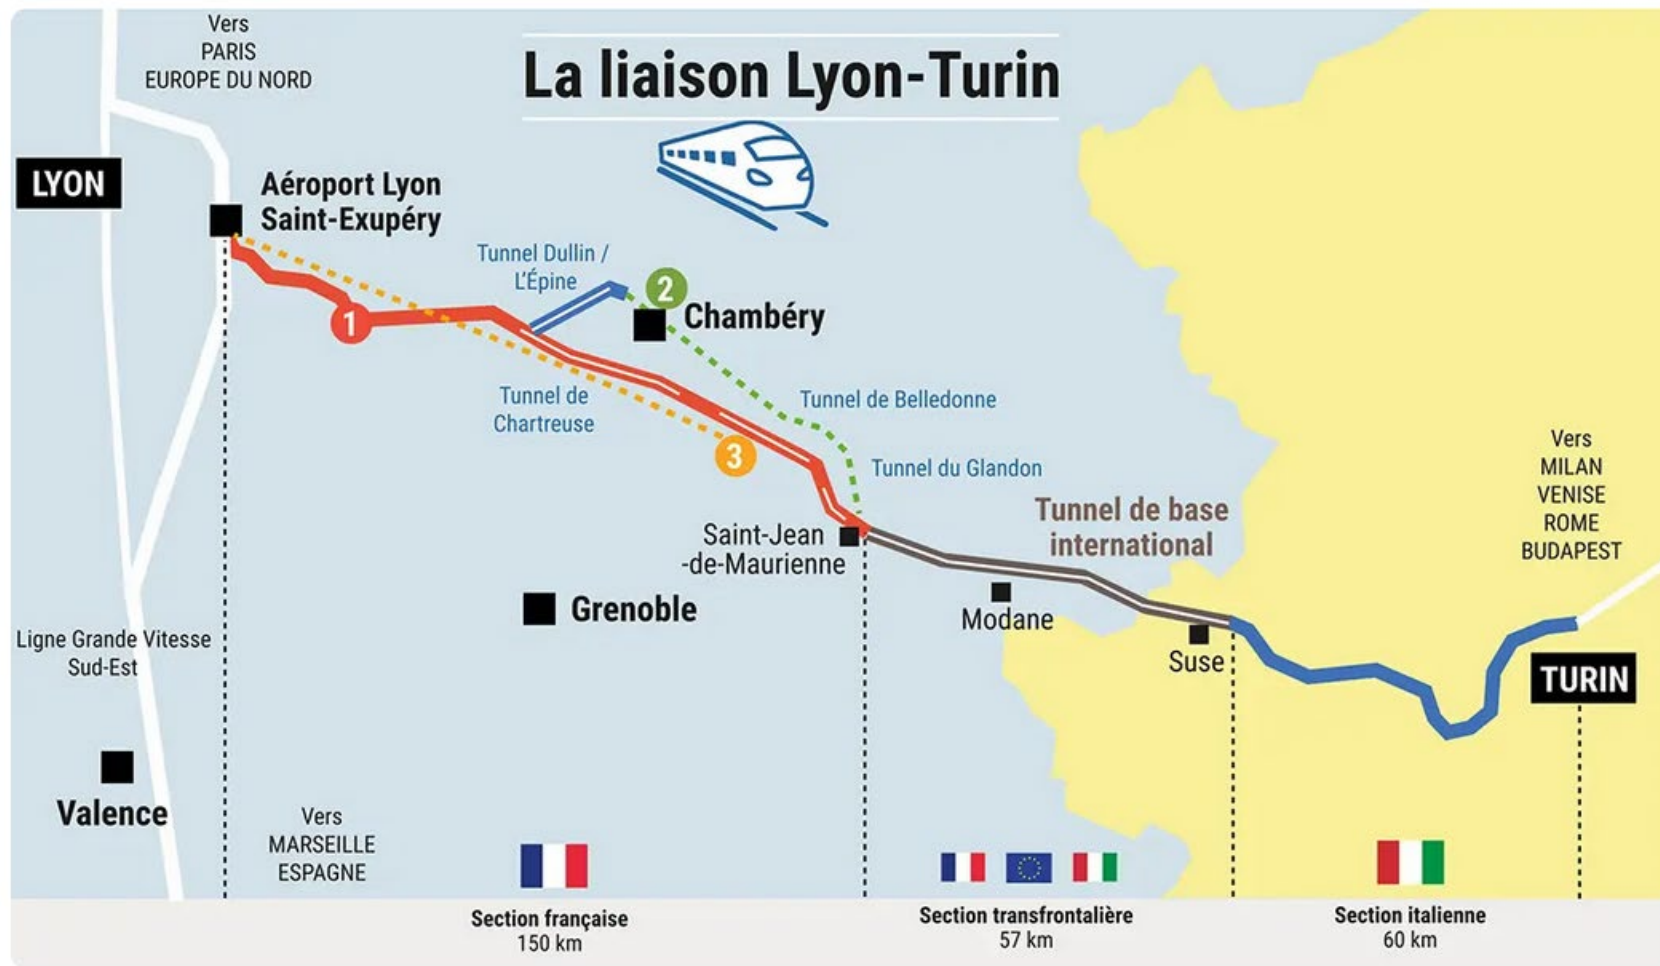 Vers
PARIS
EUROPE DU NORD
La liaison Lyon-Turin
LYON
Aéroport Lyon
Saint-Exupéry
Tunnel Dullin /
L'Épine
2
Chambéry
1
Tunnel de
Chartreuse
Tunnel de Belledonne
3
Tunnel du Glandon
Vers
MILAN
VENISE
ROME
BUDAPEST
Tunnel de base
international
Saint-Jean
-de-Maurienne
Grenoble
Modane
Suse
TURIN
Ligne Grande Vitesse
Sud-Est
Valence
Vers
MARSEILLE
ESPAGNE
Section française
150 km
Section transfrontalière
57 km
Section italienne
60 km